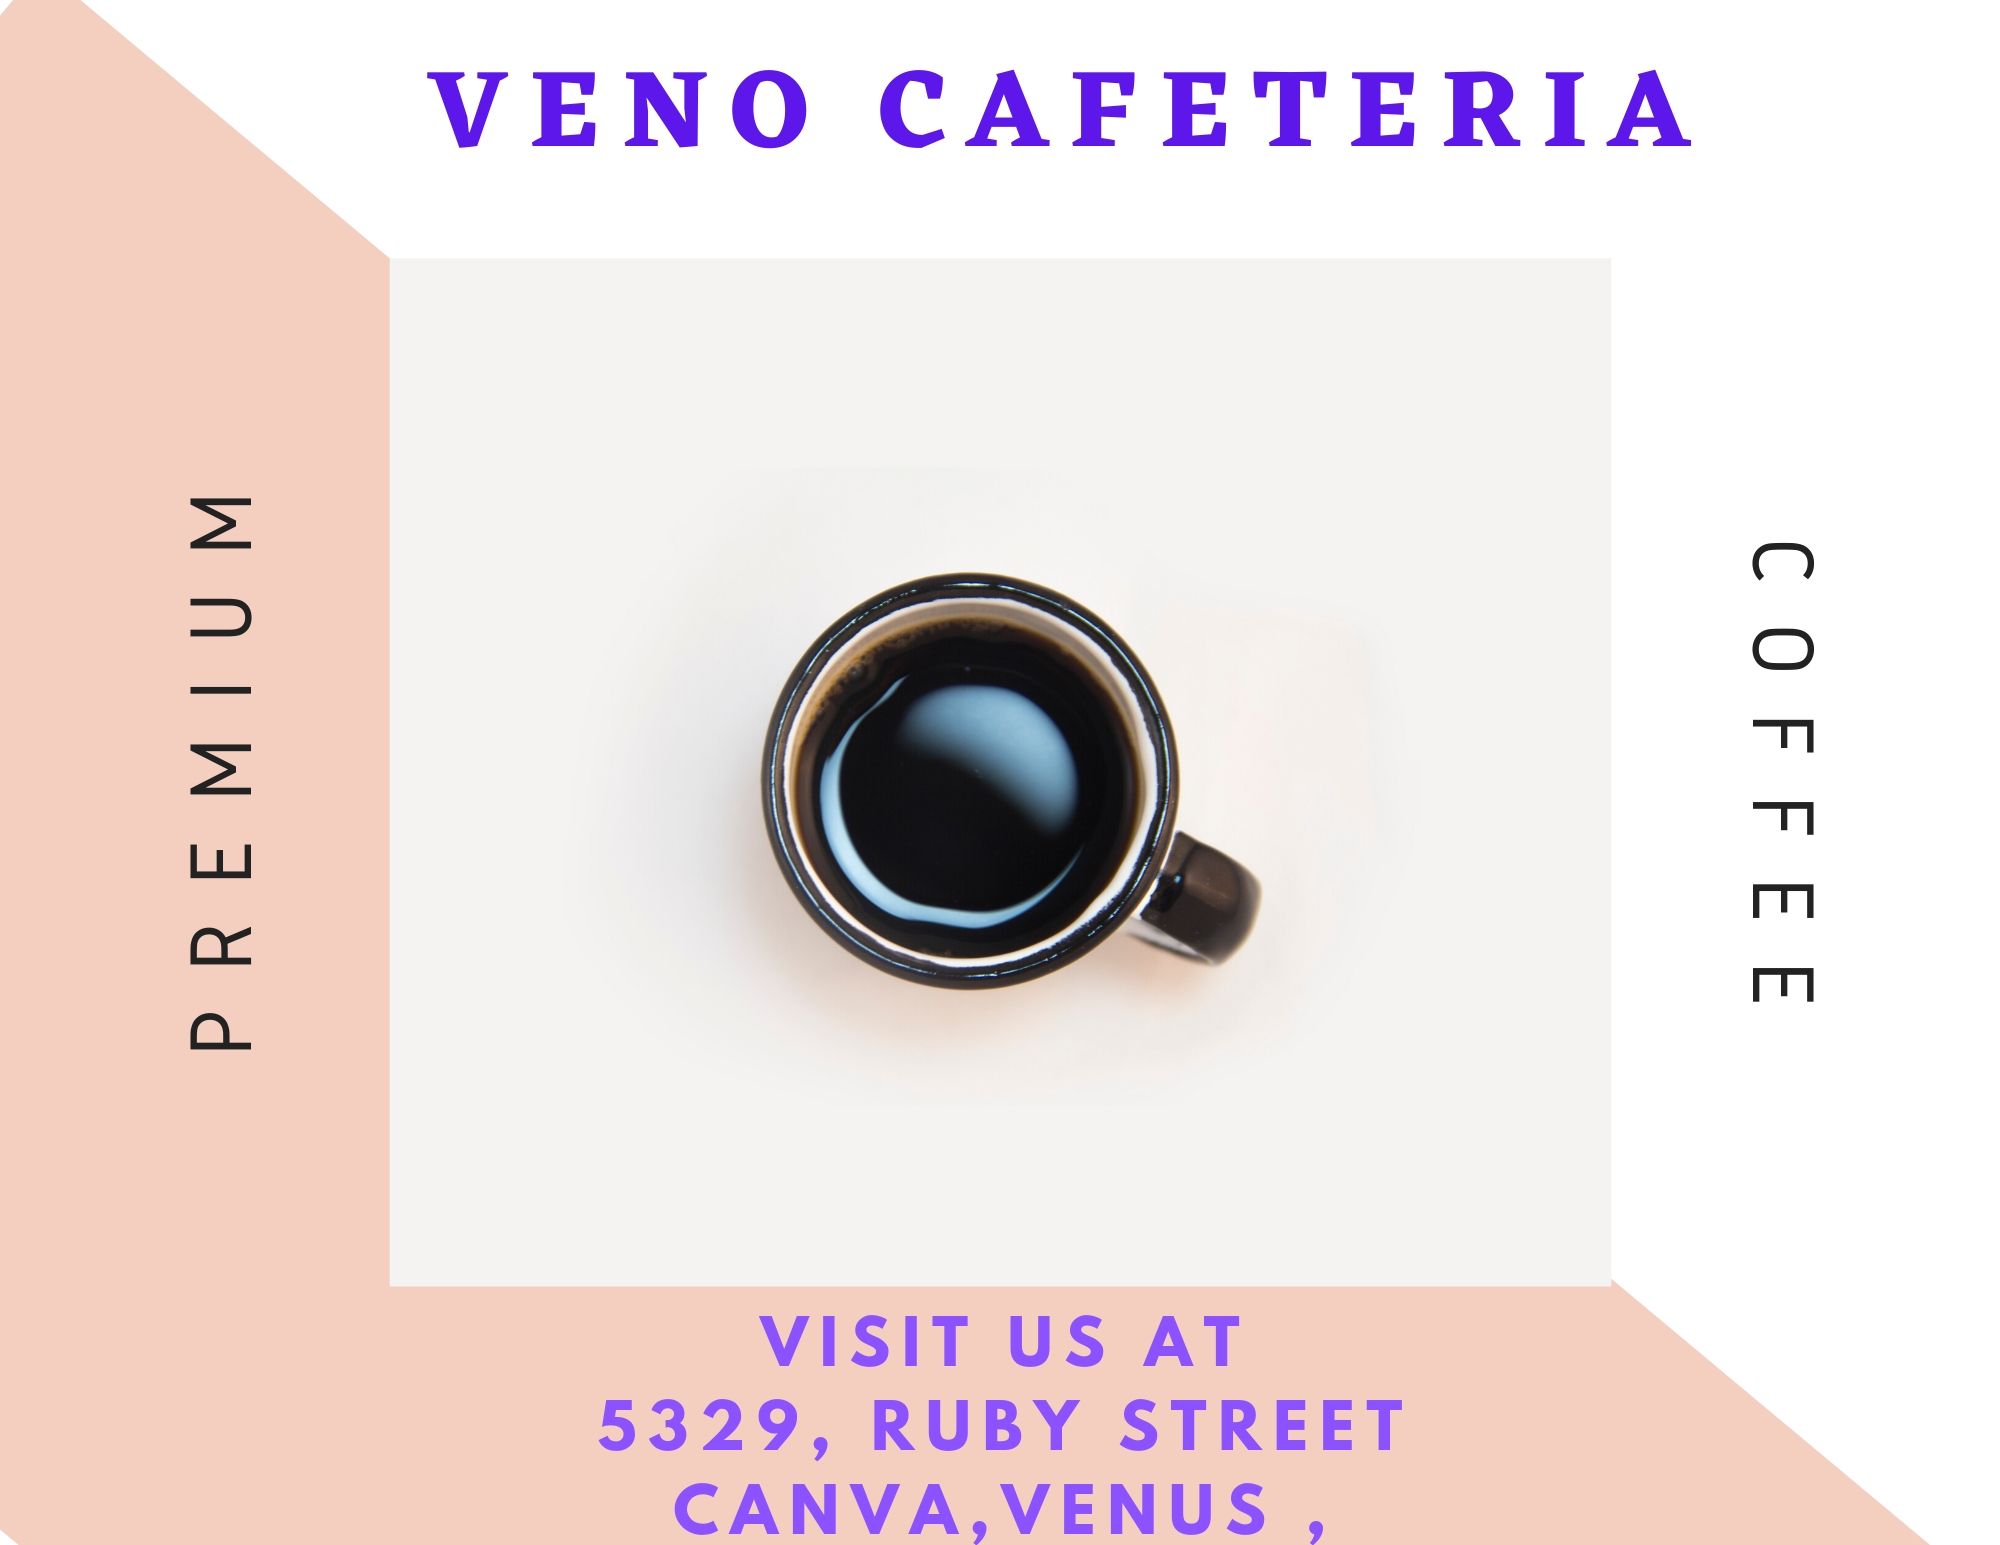 VENO CAFETERIA
PREMIUM
COFFEE
VISIT US AT
5329, RUBY STREET
CANVA,VENUS ,